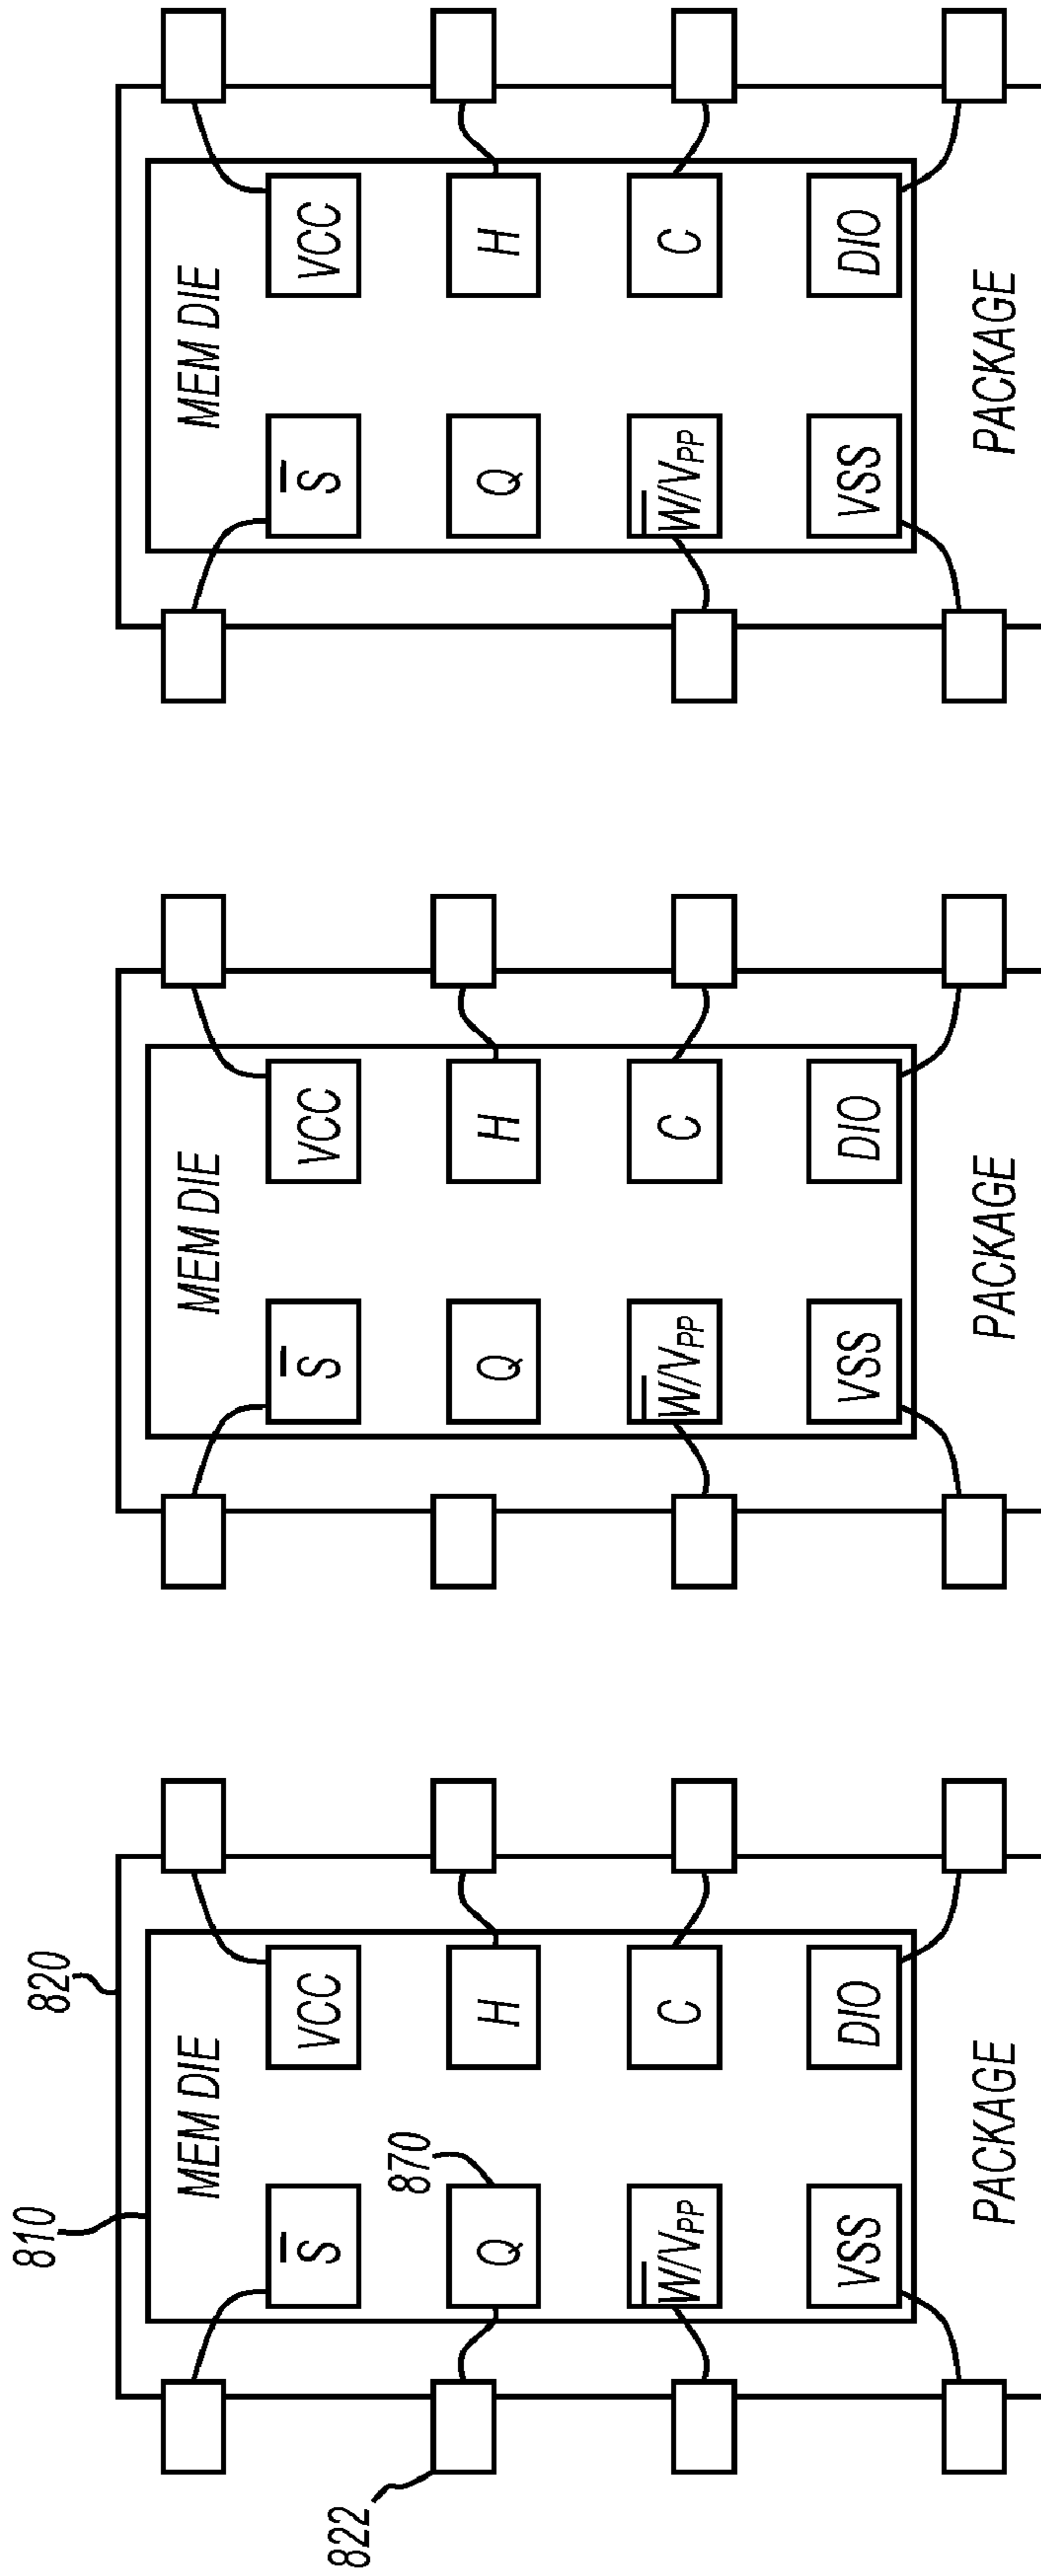 810
820
MEM DIE
S̅
VCC
870
822
Q
H
W̅/VPP
C
VSS
DIO
PACKAGE
MEM DIE
S̅
VCC
Q
H
W̅/VPP
C
VSS
DIO
PACKAGE
MEM DIE
S̅
VCC
Q
H
W̅/VPP
C
VSS
DIO
PACKAGE